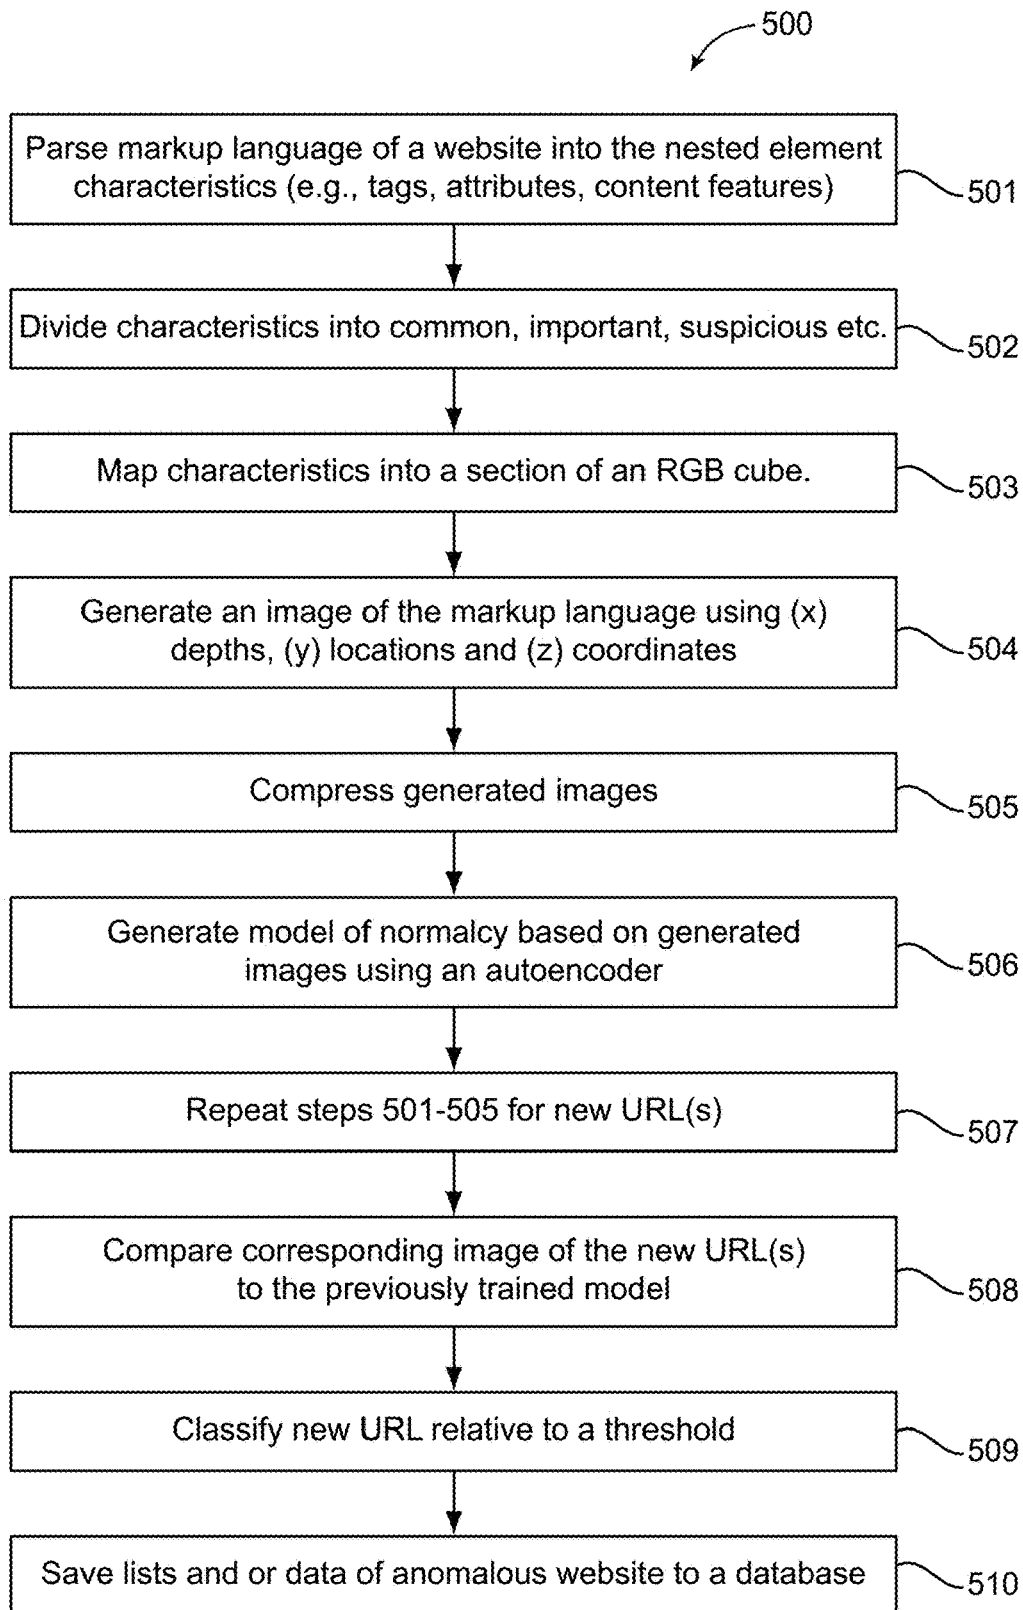 500
Parse markup language of a website into the nested element
characteristics (e.g., tags, attributes, content features)
501
Divide characteristics into common, important, suspicious etc.
502
Map characteristics into a section of an RGB cube.
503
Generate an image of the markup language using (x)
depths, (y) locations and (z) coordinates
504
Compress generated images
505
Generate model of normalcy based on generated
images using an autoencoder
506
Repeat steps 501-505 for new URL(s)
507
Compare corresponding image of the new URL(s)
to the previously trained model
508
Classify new URL relative to a threshold
509
Save lists and or data of anomalous website to a database
510